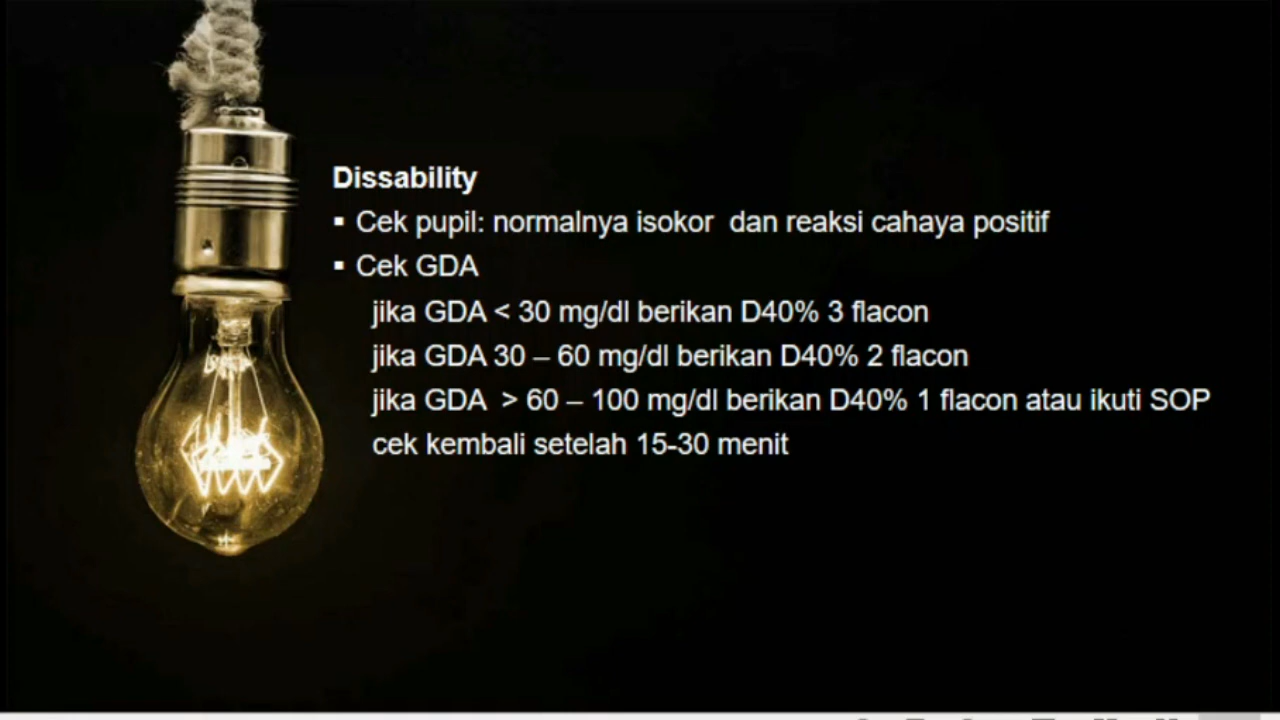 Dissability
▪ Cek pupil: normalnya isokor  dan reaksi cahaya positif
▪ Cek GDA
jika GDA < 30 mg/dl berikan D40% 3 flacon
jika GDA 30 – 60 mg/dl berikan D40% 2 flacon
jika GDA  > 60 – 100 mg/dl berikan D40% 1 flacon atau ikuti SOP
cek kembali setelah 15-30 menit